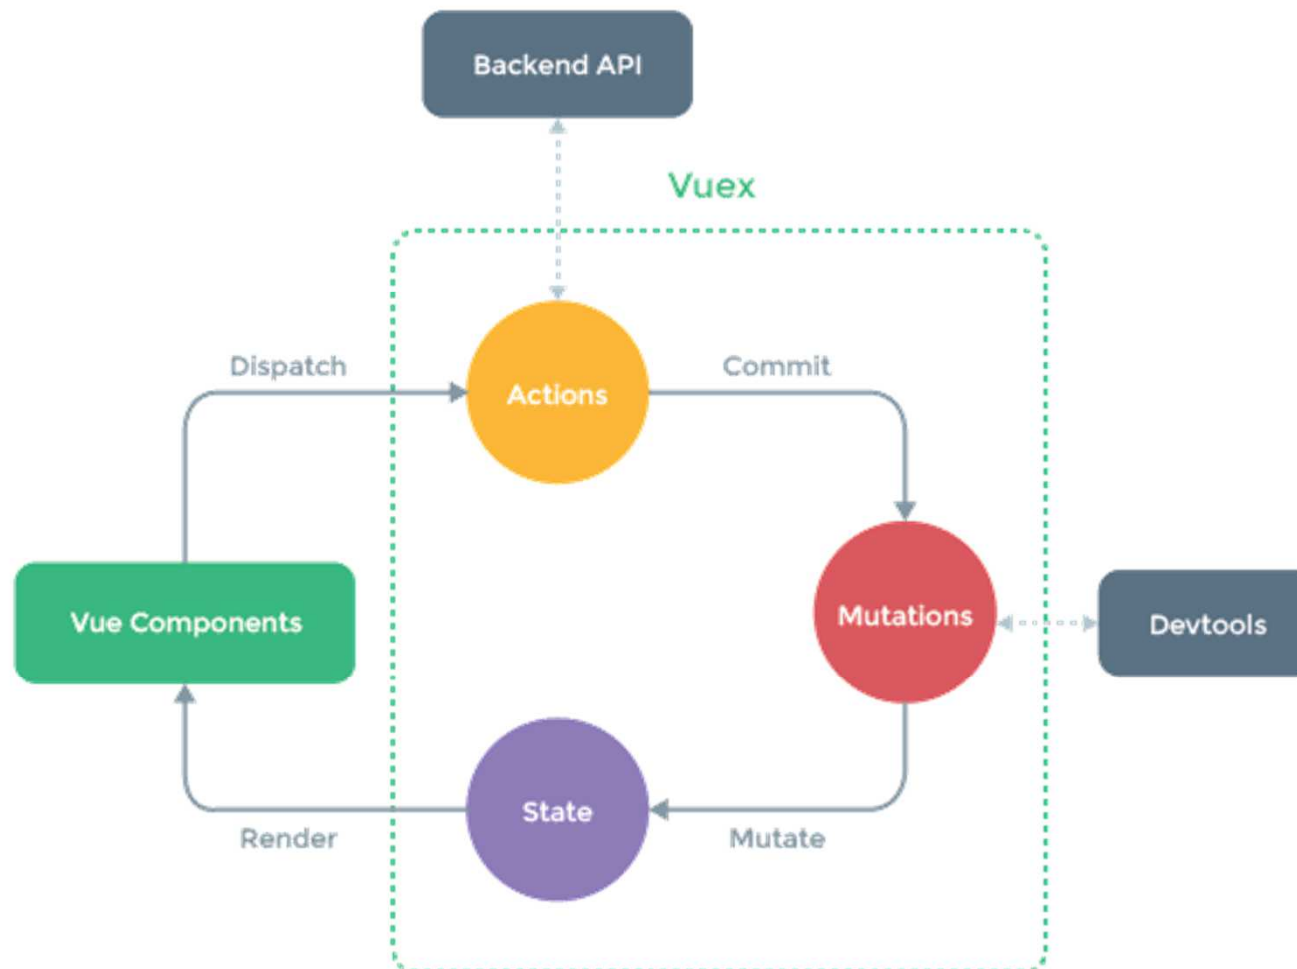 Backend API
Vuex
Dispatch
Commit
Actions
Vue Components
Mutations
Devtools
State
Render
Mutate